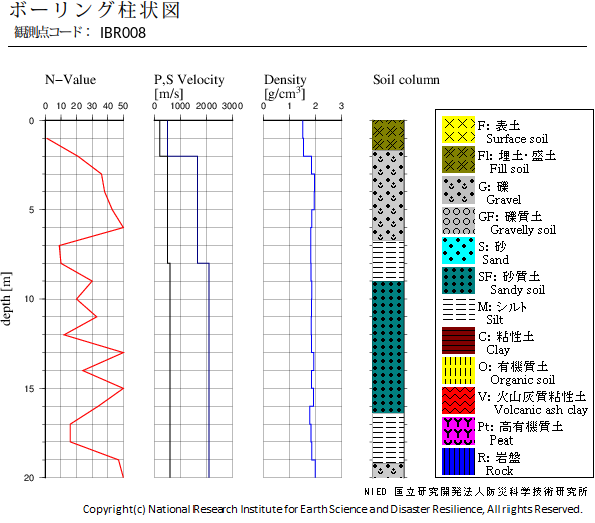 ボーリング柱状図
観測点コード： IBR008
N−Value
P,S Velocity
[m/s]
Density
[g/cm³]
Soil column
0 10 20 30 40 50
0 1000 2000 3000
0 1 2 3
0
5
10
15
20
depth [m]
F: 表土
Surface soil
Fl: 埋土・盛土
Fill soil
G: 礫
Gravel
GF: 礫質土
Gravelly soil
S: 砂
Sand
SF: 砂質土
Sandy soil
M: シルト
Silt
C: 粘性土
Clay
O: 有機質土
Organic soil
V: 火山灰質粘性土
Volcanic ash clay
Pt: 高有機質土
Peat
R: 岩盤
Rock
NIED 国立研究開発法人防災科学技術研究所
Copyright(c) National Research Institute for Earth Science and Disaster Resilience, All rights Reserved.